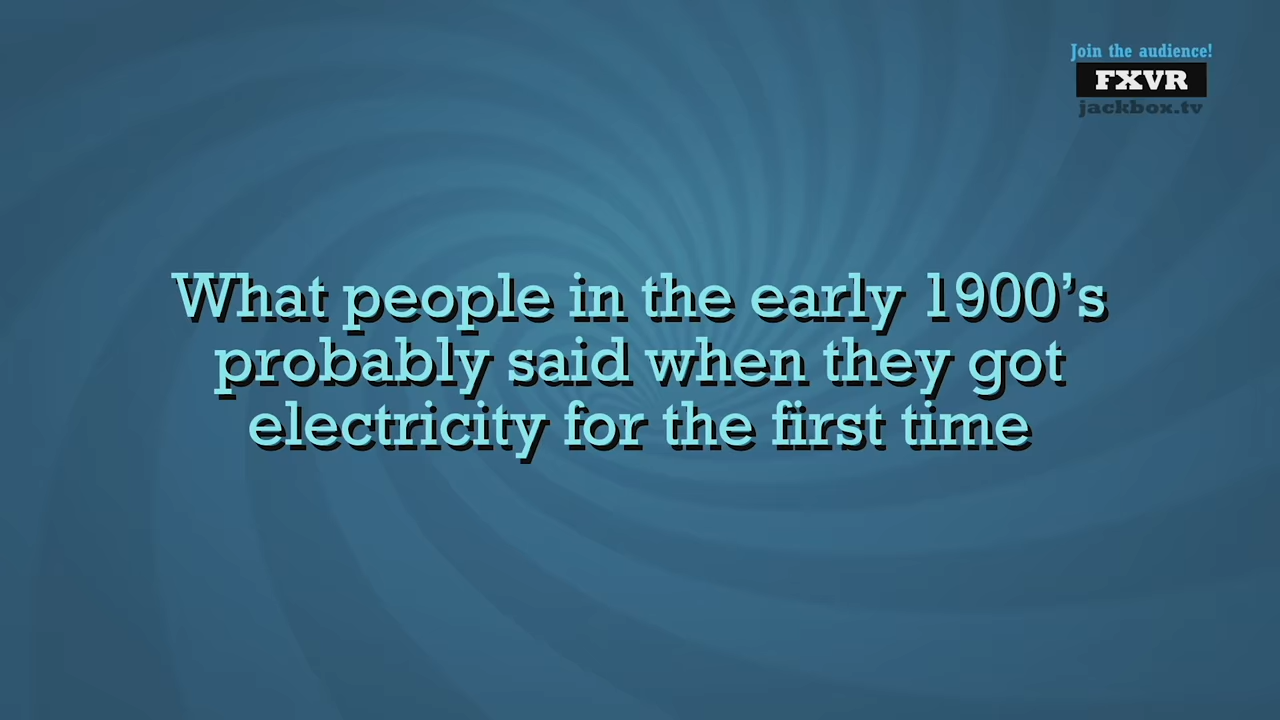 Join the audience!
FXVR
jackbox.tv
What people in the early 1900’s
probably said when they got
electricity for the first time